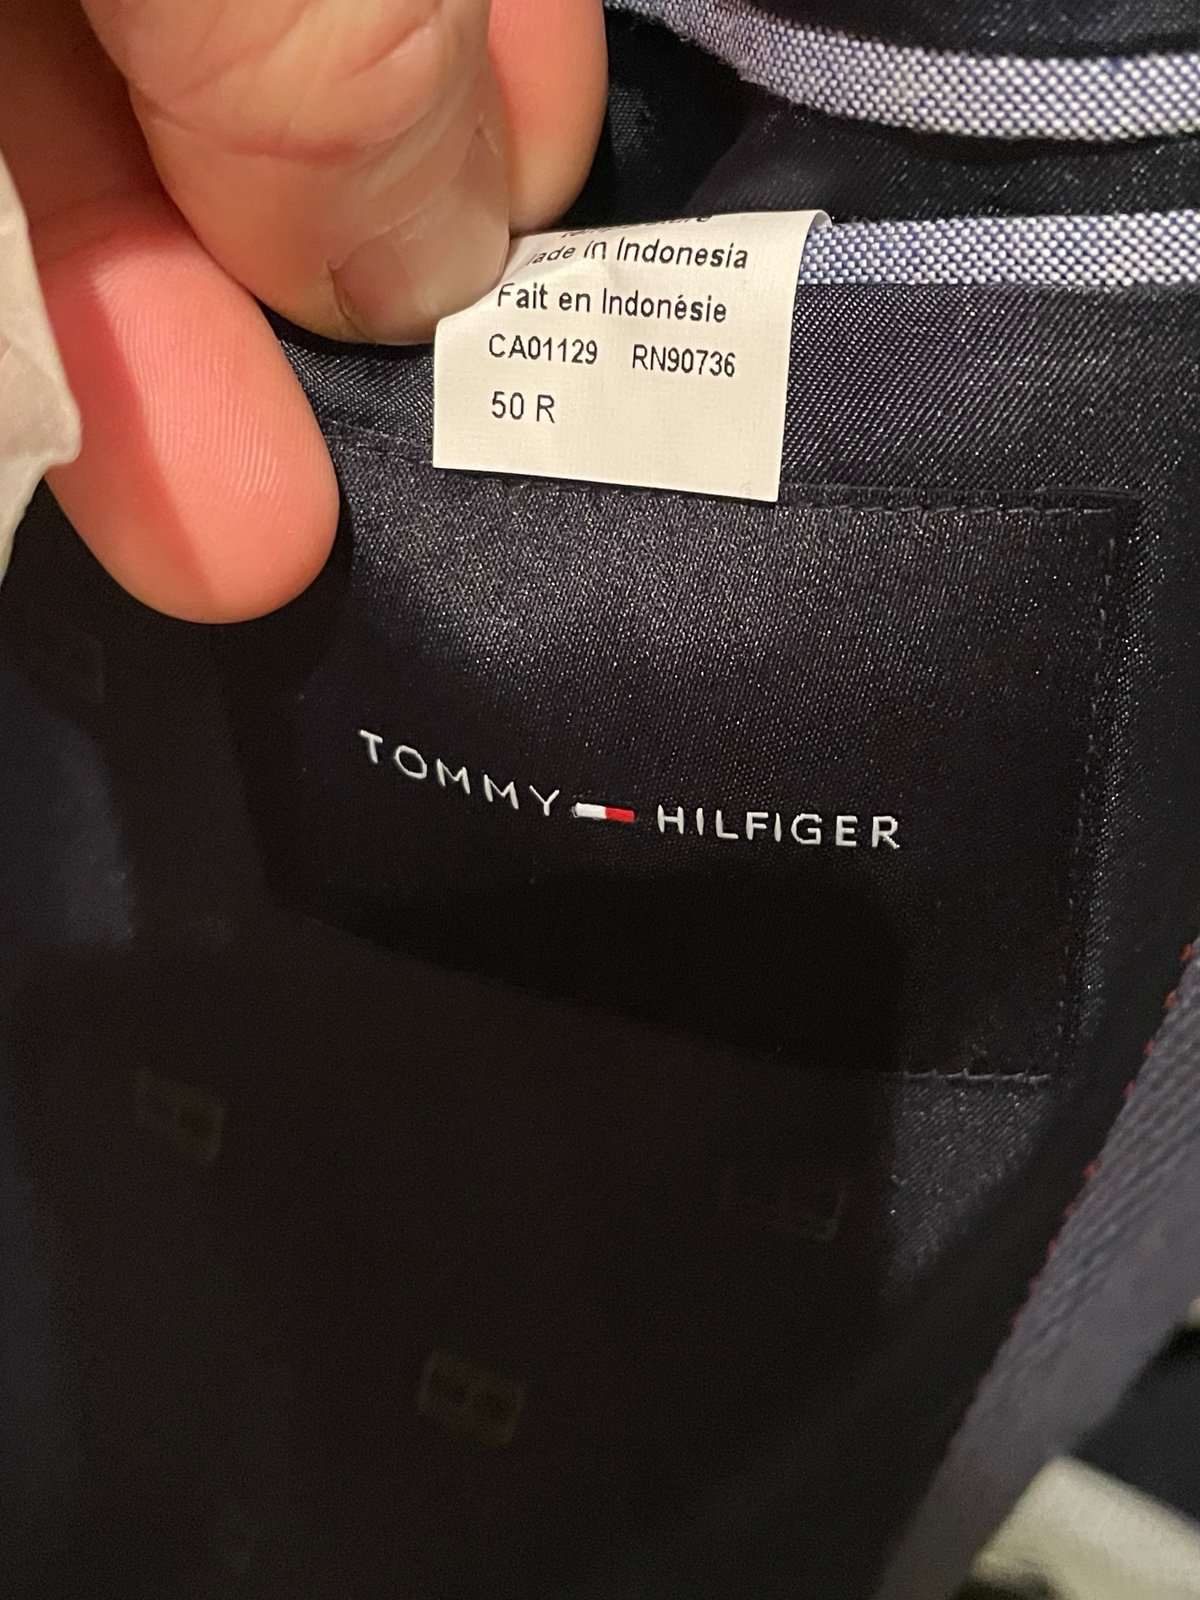 Made in Indonesia
Fait en Indonésie
CA01129 RN90736
50 R
TOMMY HILFIGER